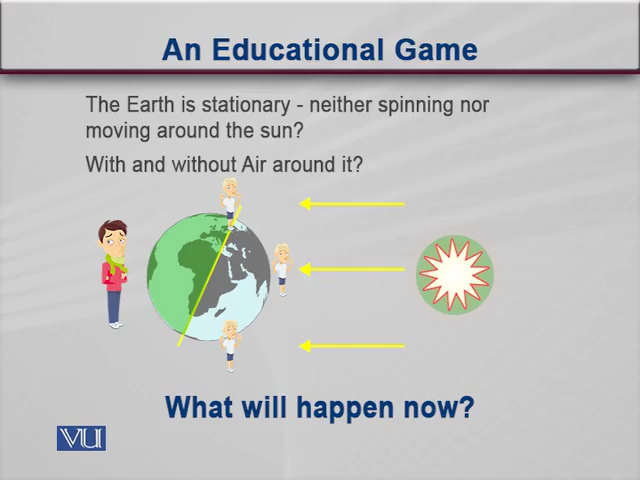 An Educational Game
The Earth is stationary - neither spinning nor
moving around the sun?
With and without Air around it?
What will happen now?
VU